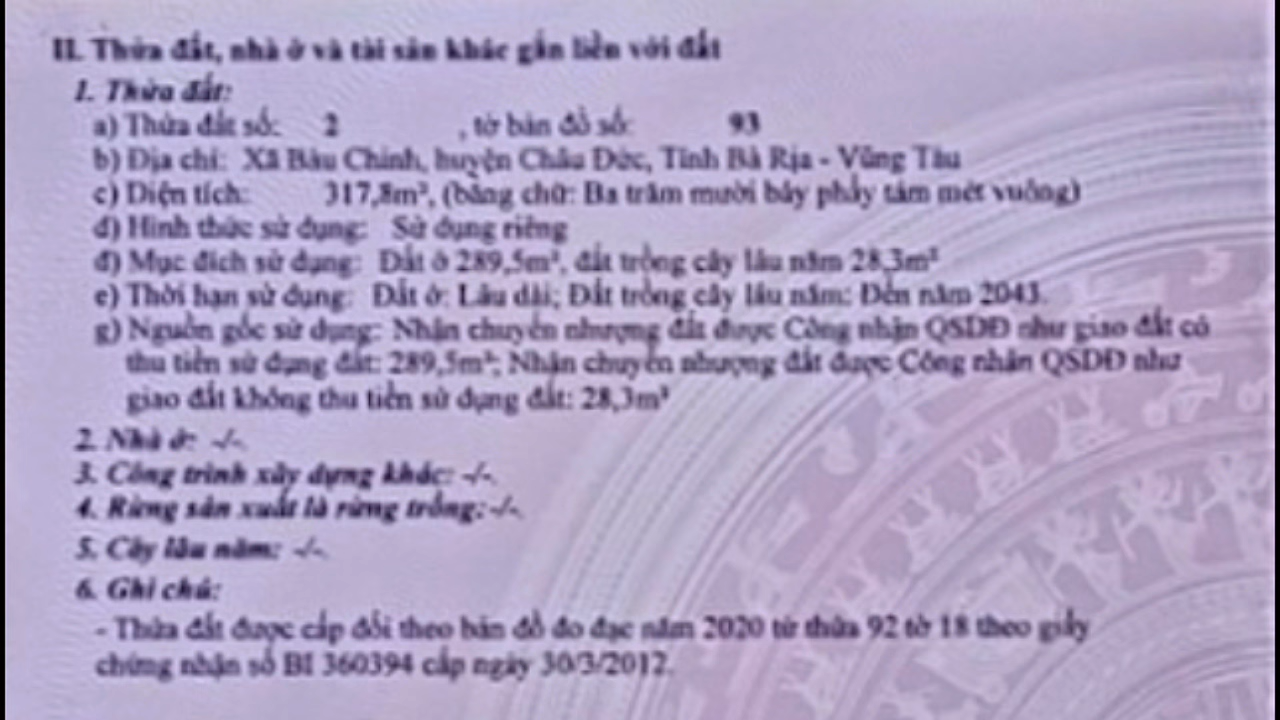 II. Thửa đất, nhà ở và tài sản khác gắn liền với đất
1. Thửa đất:
a) Thửa đất số: 2 , tờ bản đồ số: 93
b) Địa chỉ: Xã Bàu Chinh, huyện Châu Đức, Tỉnh Bà Rịa - Vũng Tàu
c) Diện tích: 317,8m², (bằng chữ: Ba trăm mười bảy phẩy tám mét vuông)
d) Hình thức sử dụng: Sử dụng riêng
đ) Mục đích sử dụng: Đất ở 289,5m², đất trồng cây lâu năm 28,3m²
e) Thời hạn sử dụng: Đất ở: Lâu dài; Đất trồng cây lâu năm: Đến năm 2043.
g) Nguồn gốc sử dụng: Nhận chuyển nhượng đất được Công nhận QSDĐ như giao đất có
thu tiền sử dụng đất: 289,5m²; Nhận chuyển nhượng đất được Công nhận QSDĐ như
giao đất không thu tiền sử dụng đất: 28,3m²
2. Nhà ở: -/-.
3. Công trình xây dựng khác: -/-.
4. Rừng sản xuất là rừng trồng: -/-.
5. Cây lâu năm: -/-.
6. Ghi chú:
- Thửa đất được cấp đổi theo bản đồ đo đạc năm 2020 từ thửa 92 tờ 18 theo giấy
chứng nhận số BI 360394 cấp ngày 30/3/2012.